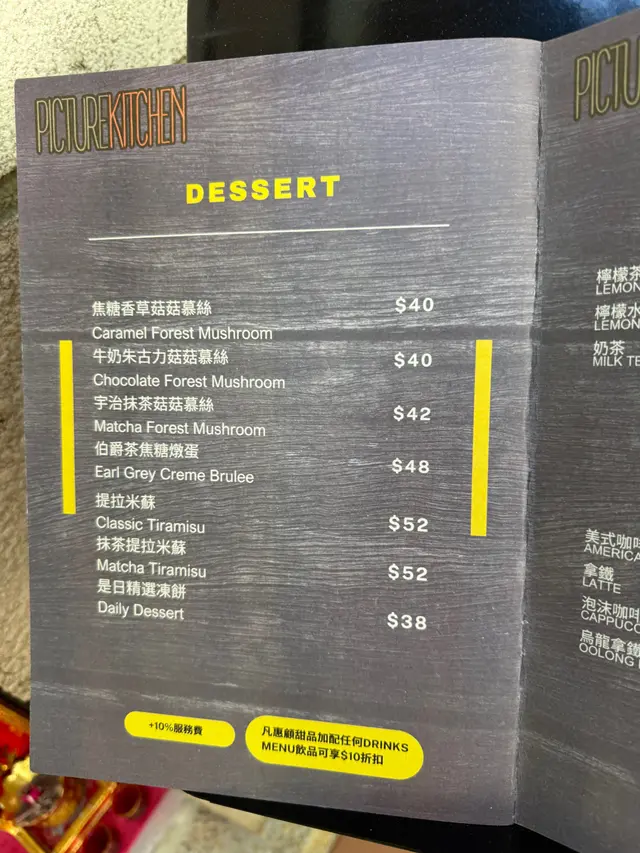 PICTUREKITCHEN
DESSERT
焦糖香草菇菇慕絲 $40
Caramel Forest Mushroom
牛奶朱古力菇菇慕絲 $40
Chocolate Forest Mushroom
宇治抹茶菇菇慕絲 $42
Matcha Forest Mushroom
伯爵茶焦糖燉蛋 $48
Earl Grey Creme Brulee
提拉米蘇
Classic Tiramisu $52
抹茶提拉米蘇
Matcha Tiramisu $52
是日精選凍餅
Daily Dessert $38
+10%服務費
凡惠顧甜品加配任何DRINKS
MENU飲品可享$10折扣
PICTU
檸檬茶
LEMON
檸檬水
LEMON
奶茶
MILK TE
美式咖啡
AMERICA
拿鐵
LATTE
泡沫咖啡
CAPPUCC
烏龍拿鐵
OOLONG